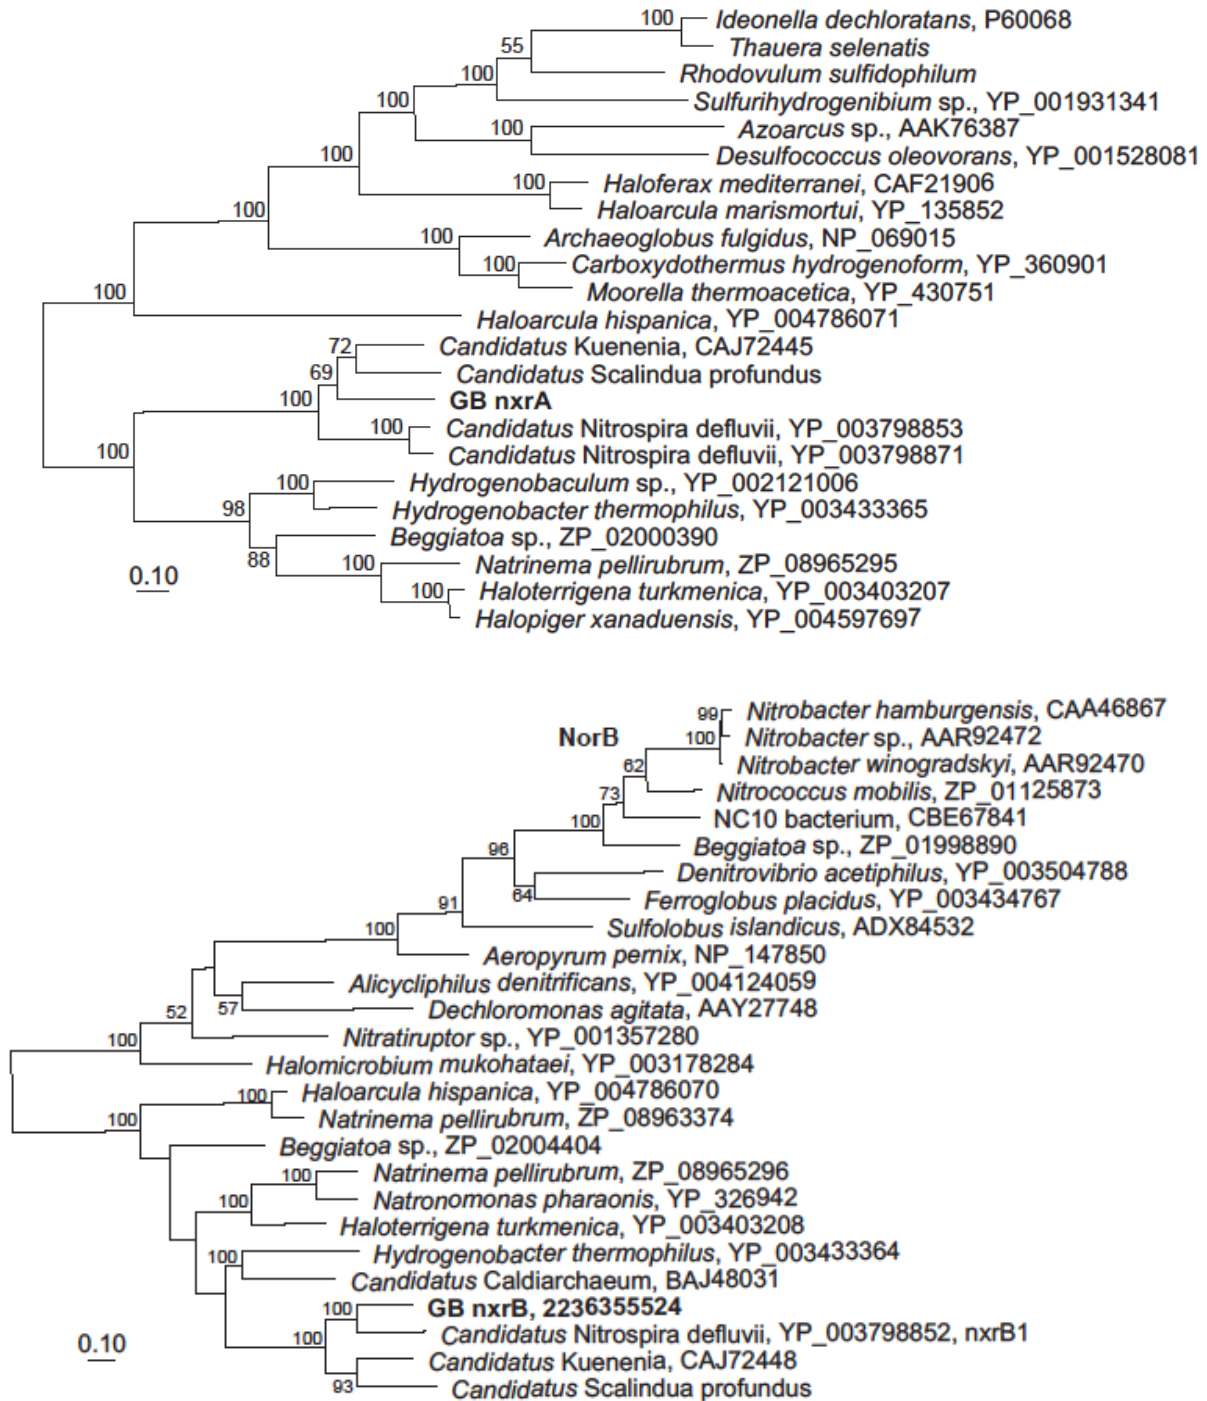 100 Ideonella dechloratans, P60068
Thauera selenatis
55
Rhodovulum sulfidophilum
100
Sulfurihydrogenibium sp., YP_001931341
100
100 Azoarcus sp., AAK76387
Desulfococcus oleovorans, YP_001528081
100
100 Haloferax mediterranei, CAF21906
Haloarcula marismortui, YP_135852
100
100 Archaeoglobus fulgidus, NP_069015
100 Carboxydothermus hydrogenoform, YP_360901
Moorella thermoacetica, YP_430751
100
Haloarcula hispanica, YP_004786071
72 Candidatus Kuenenia, CAJ72445
69 Candidatus Scalindua profundus
100 GB nxrA
100 Candidatus Nitrospira defluvii, YP_003798853
Candidatus Nitrospira defluvii, YP_003798871
100
100 Hydrogenobaculum sp., YP_002121006
98 Hydrogenobacter thermophilus, YP_003433365
Beggiatoa sp., ZP_02000390
88
100 Natrinema pellirubrum, ZP_08965295
0.10
100 Haloterrigena turkmenica, YP_003403207
Halopiger xanaduensis, YP_004597697
99 Nitrobacter hamburgensis, CAA46867
NorB
100 Nitrobacter sp., AAR92472
Nitrobacter winogradskyi, AAR92470
62
Nitrococcus mobilis, ZP_01125873
73
NC10 bacterium, CBE67841
100
Beggiatoa sp., ZP_01998890
96
Denitrovibrio acetiphilus, YP_003504788
64
Ferroglobus placidus, YP_003434767
91
Sulfolobus islandicus, ADX84532
100
Aeropyrum pernix, NP_147850
Alicycliphilus denitrificans, YP_004124059
57
Dechloromonas agitata, AAY27748
52
Nitratiruptor sp., YP_001357280
100
Halomicrobium mukohataei, YP_003178284
100 Haloarcula hispanica, YP_004786070
100
Natrinema pellirubrum, ZP_08963374
Beggiatoa sp., ZP_02004404
100 Natrinema pellirubrum, ZP_08965296
100 Natronomonas pharaonis, YP_326942
Haloterrigena turkmenica, YP_003403208
100 Hydrogenobacter thermophilus, YP_003433364
Candidatus Caldiarchaeum, BAJ48031
100 GB nxrB, 2236355524
100 Candidatus Nitrospira defluvii, YP_003798852, nxrB1
0.10
Candidatus Kuenenia, CAJ72448
93 Candidatus Scalindua profundus